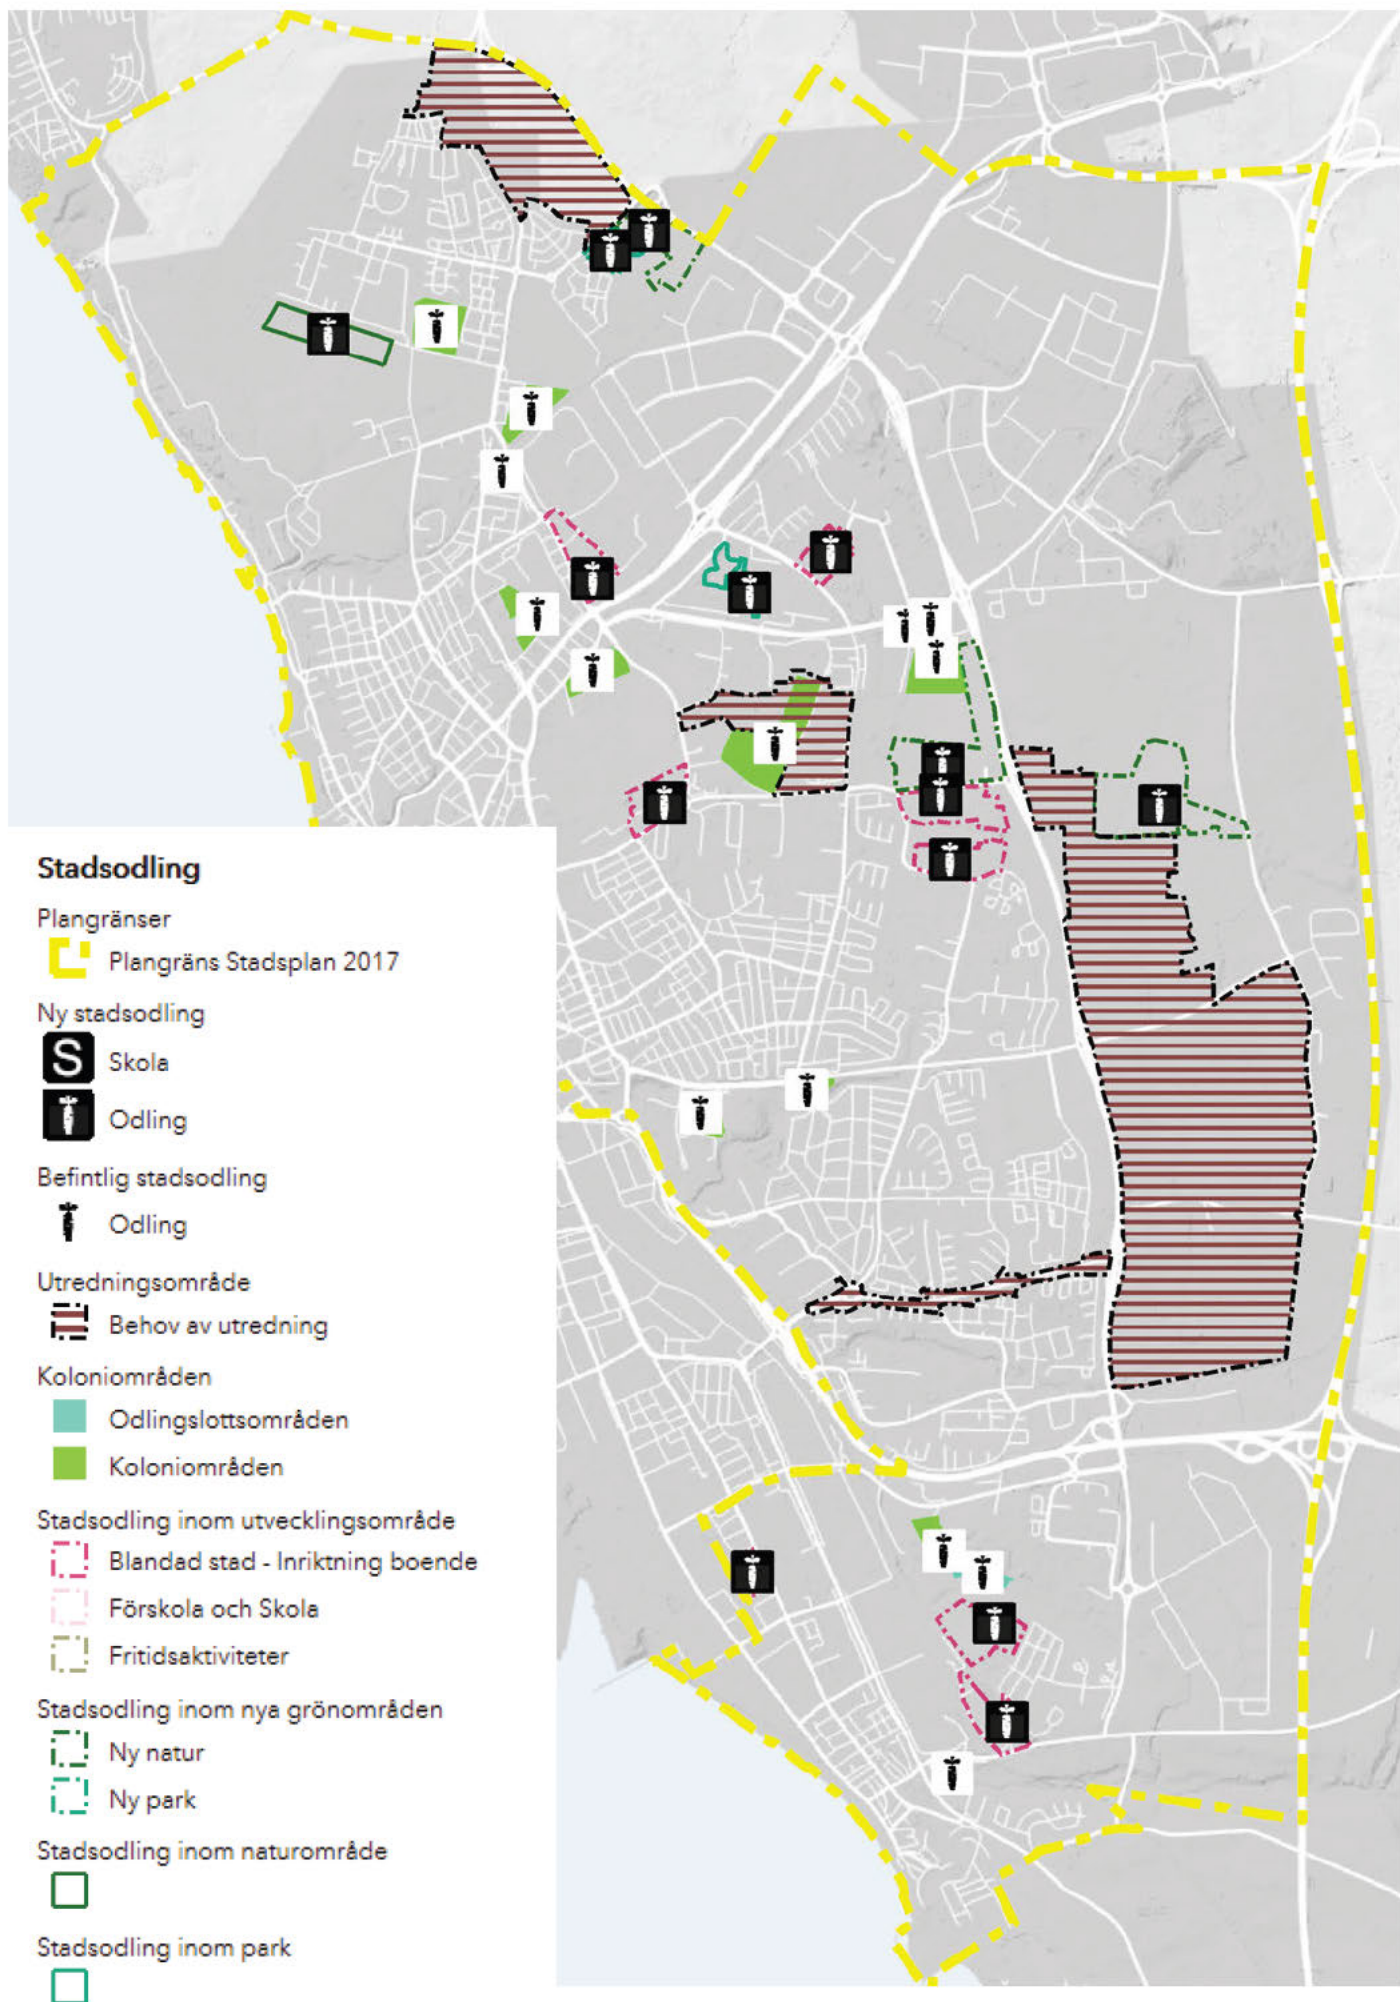 Stadsodling
Plangränser
Plangräns Stadsplan 2017
Ny stadsodling
S Skola
Odling
Befintlig stadsodling
Odling
Utredningsområde
Behov av utredning
Koloniområden
Odlingslottsområden
Koloniområden
Stadsodling inom utvecklingsområde
Blandad stad - Inriktning boende
Förskola och Skola
Fritidsaktiviteter
Stadsodling inom nya grönområden
Ny natur
Ny park
Stadsodling inom naturområde
Stadsodling inom park